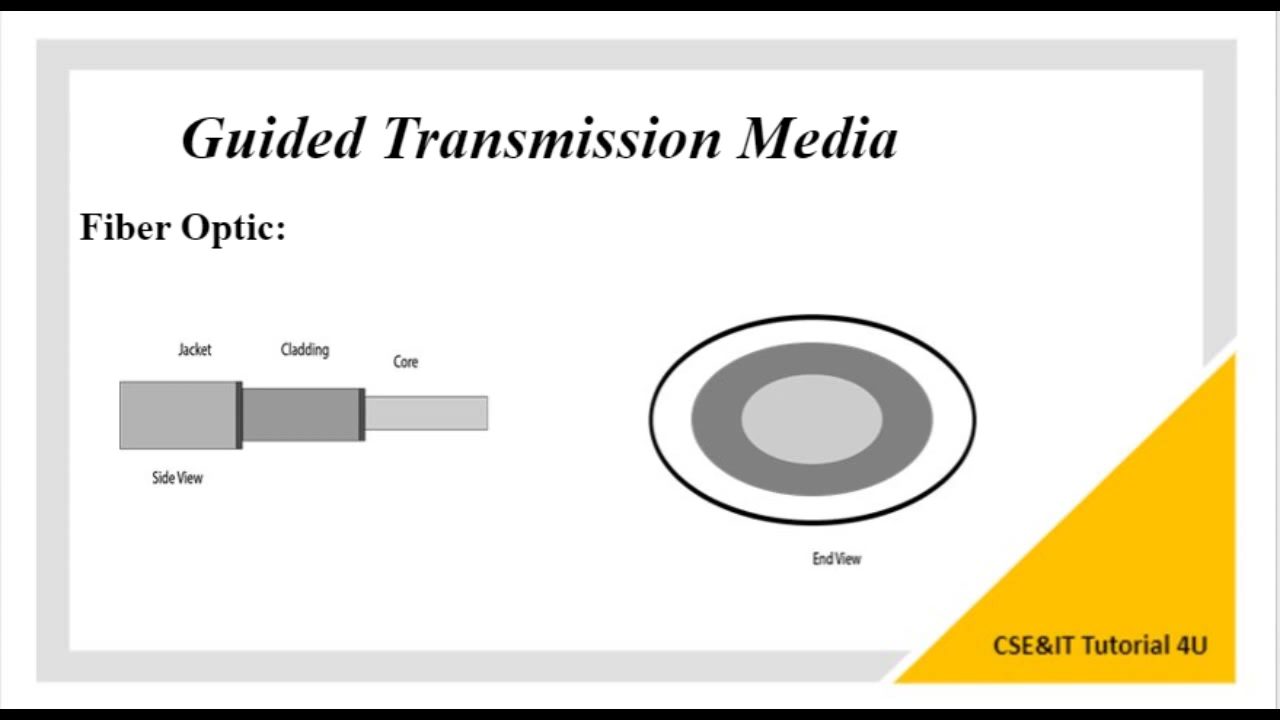 Guided Transmission Media
Fiber Optic:
Jacket
Cladding
Core
Side View
End View
CSE&IT Tutorial 4U